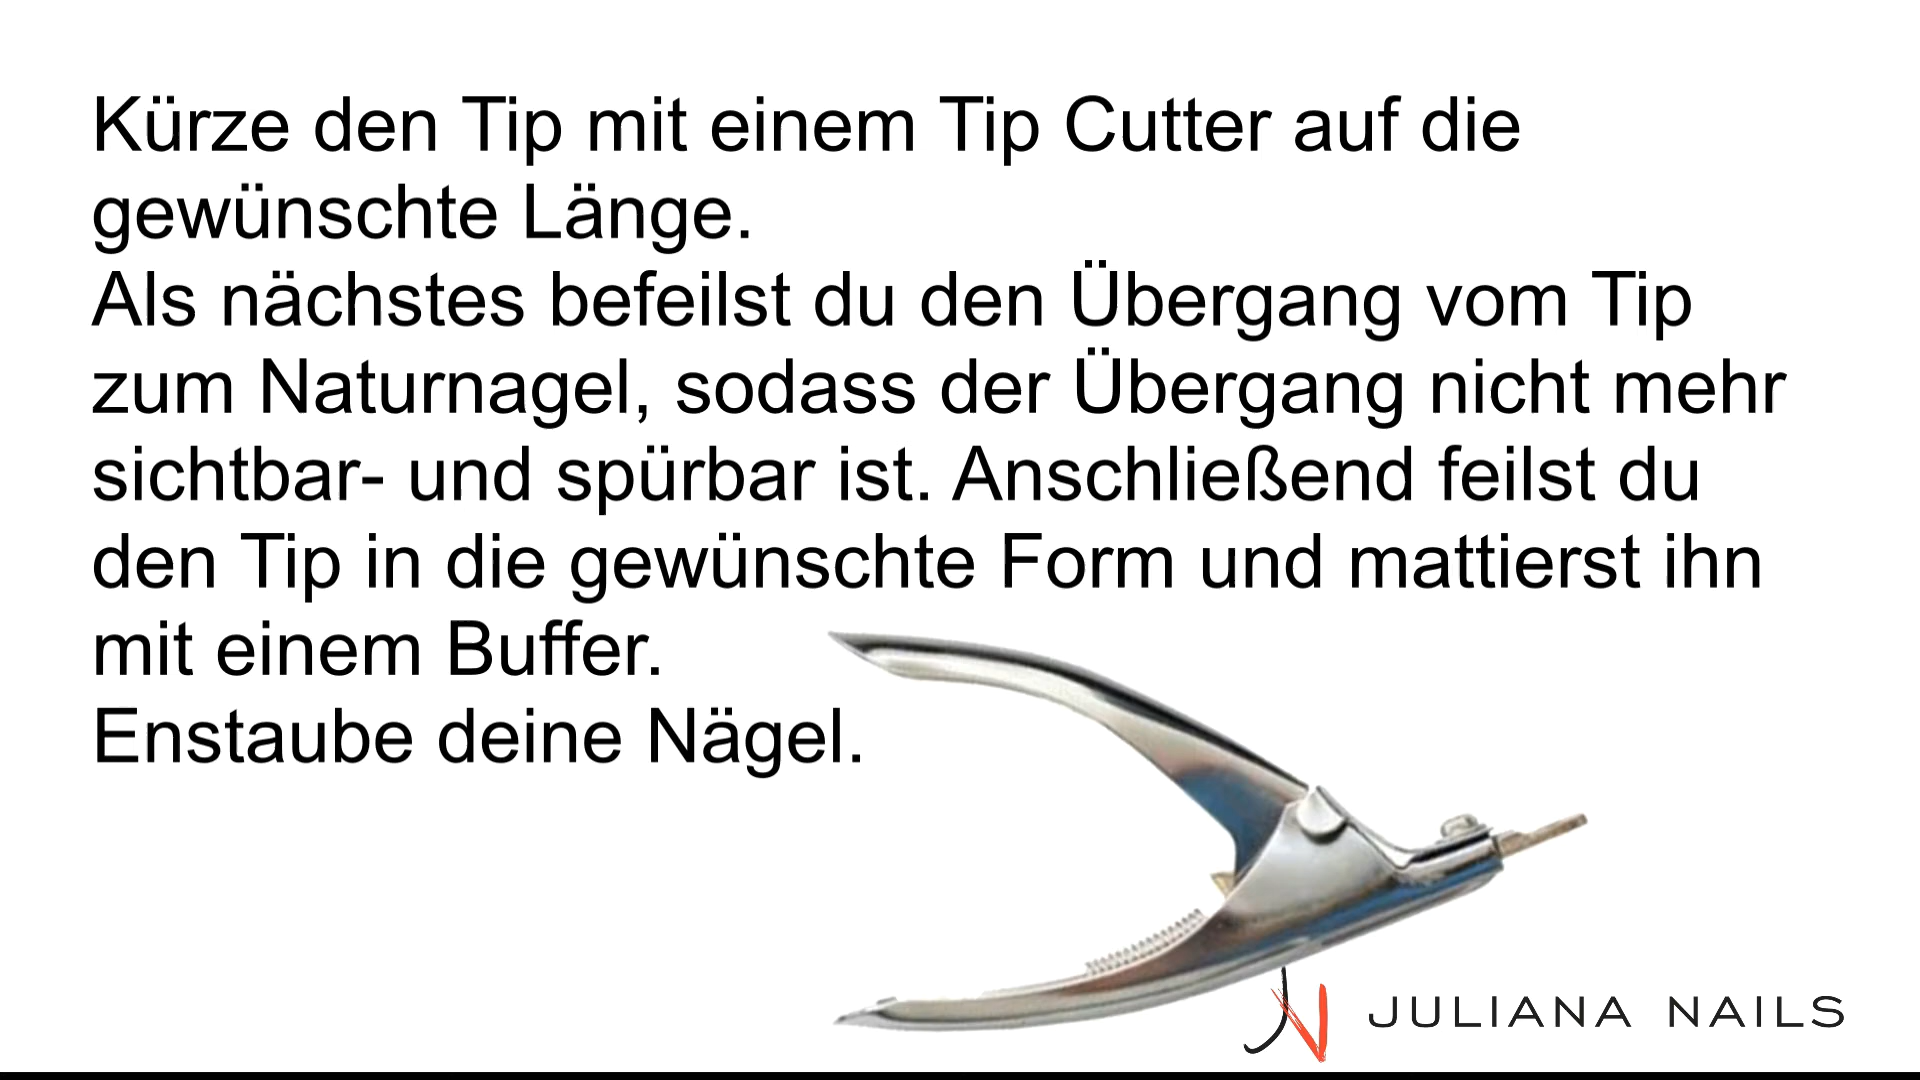 Kürze den Tip mit einem Tip Cutter auf die
gewünschte Länge.
Als nächstes befeilst du den Übergang vom Tip
zum Naturnagel, sodass der Übergang nicht mehr
sichtbar- und spürbar ist. Anschließend feilst du
den Tip in die gewünschte Form und mattierst ihn
mit einem Buffer.
Enstaube deine Nägel.
JN JULIANA NAILS